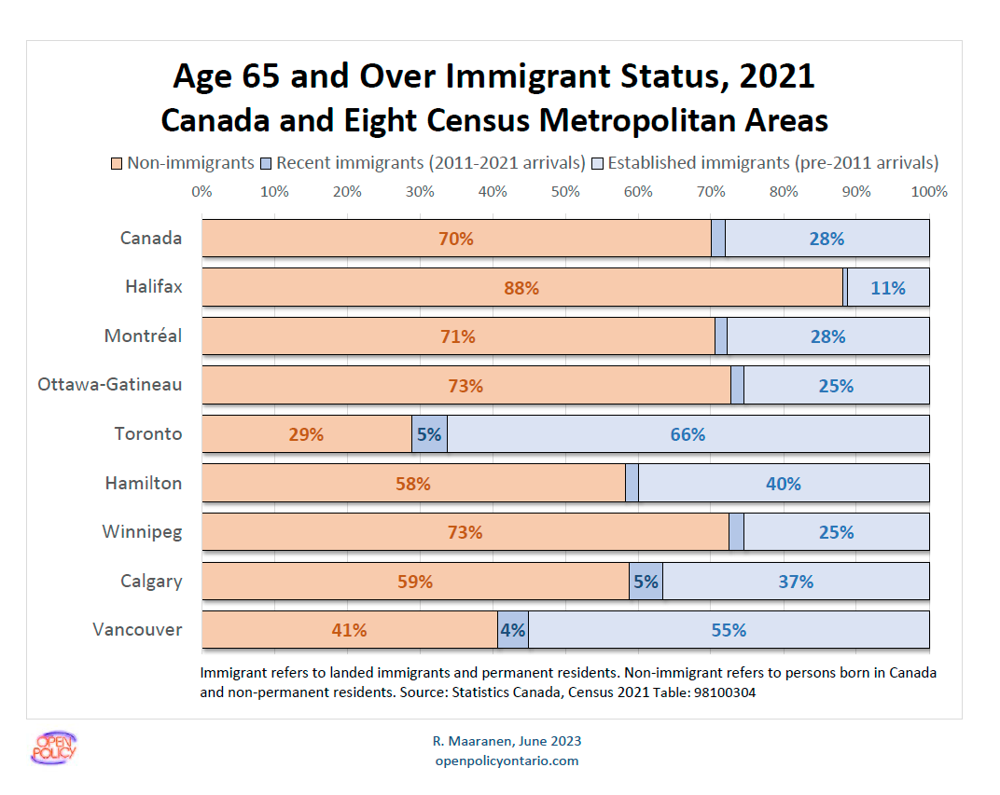 Age 65 and Over Immigrant Status, 2021
Canada and Eight Census Metropolitan Areas
Non-immigrants Recent immigrants (2011-2021 arrivals) Established immigrants (pre-2011 arrivals)
0% 10% 20% 30% 40% 50% 60% 70% 80% 90% 100%
Canada 70% 28%
Halifax 88% 11%
Montréal 71% 28%
Ottawa-Gatineau 73% 25%
Toronto 29% 5% 66%
Hamilton 58% 40%
Winnipeg 73% 25%
Calgary 59% 5% 37%
Vancouver 41% 4% 55%
Immigrant refers to landed immigrants and permanent residents. Non-immigrant refers to persons born in Canada
and non-permanent residents. Source: Statistics Canada, Census 2021 Table: 98100304
OPEN
POLICY
R. Maaranen, June 2023
openpolicyontario.com